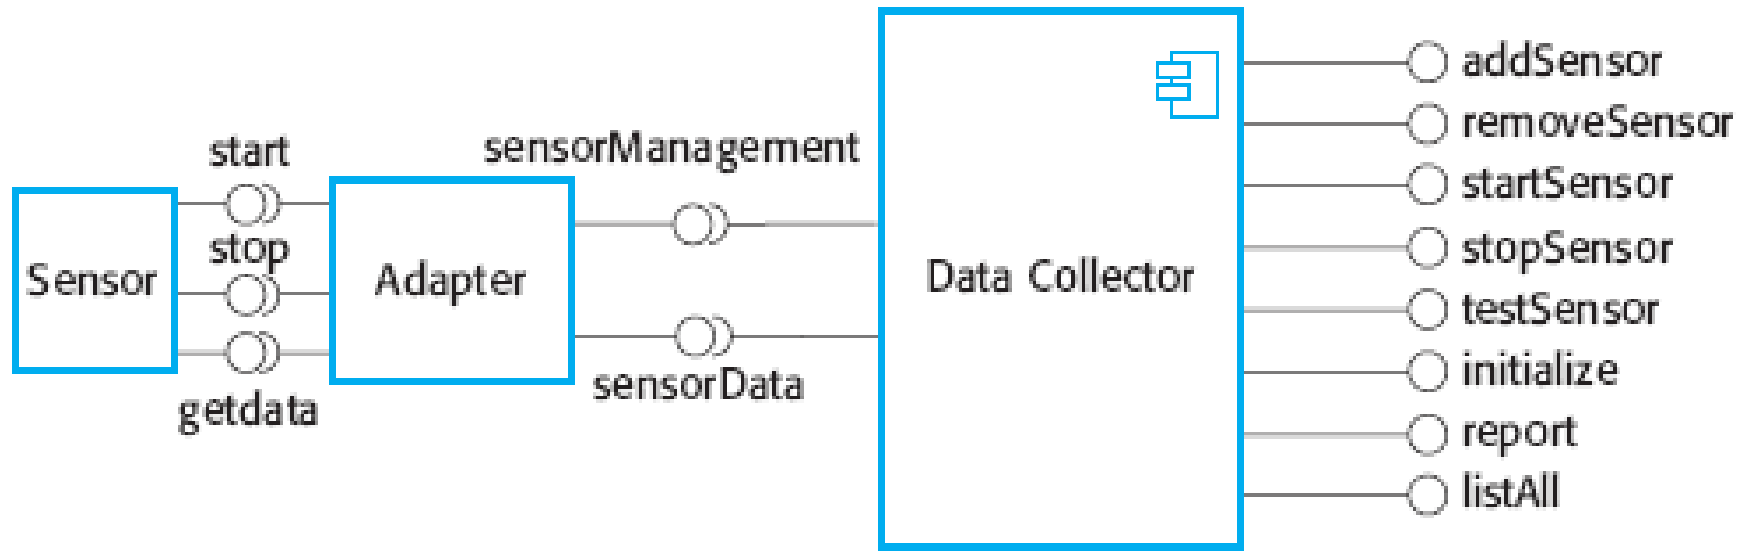 start
stop
getdata
Sensor
Adapter
sensorManagement
sensorData
Data Collector
addSensor
removeSensor
startSensor
stopSensor
testSensor
initialize
report
listAll